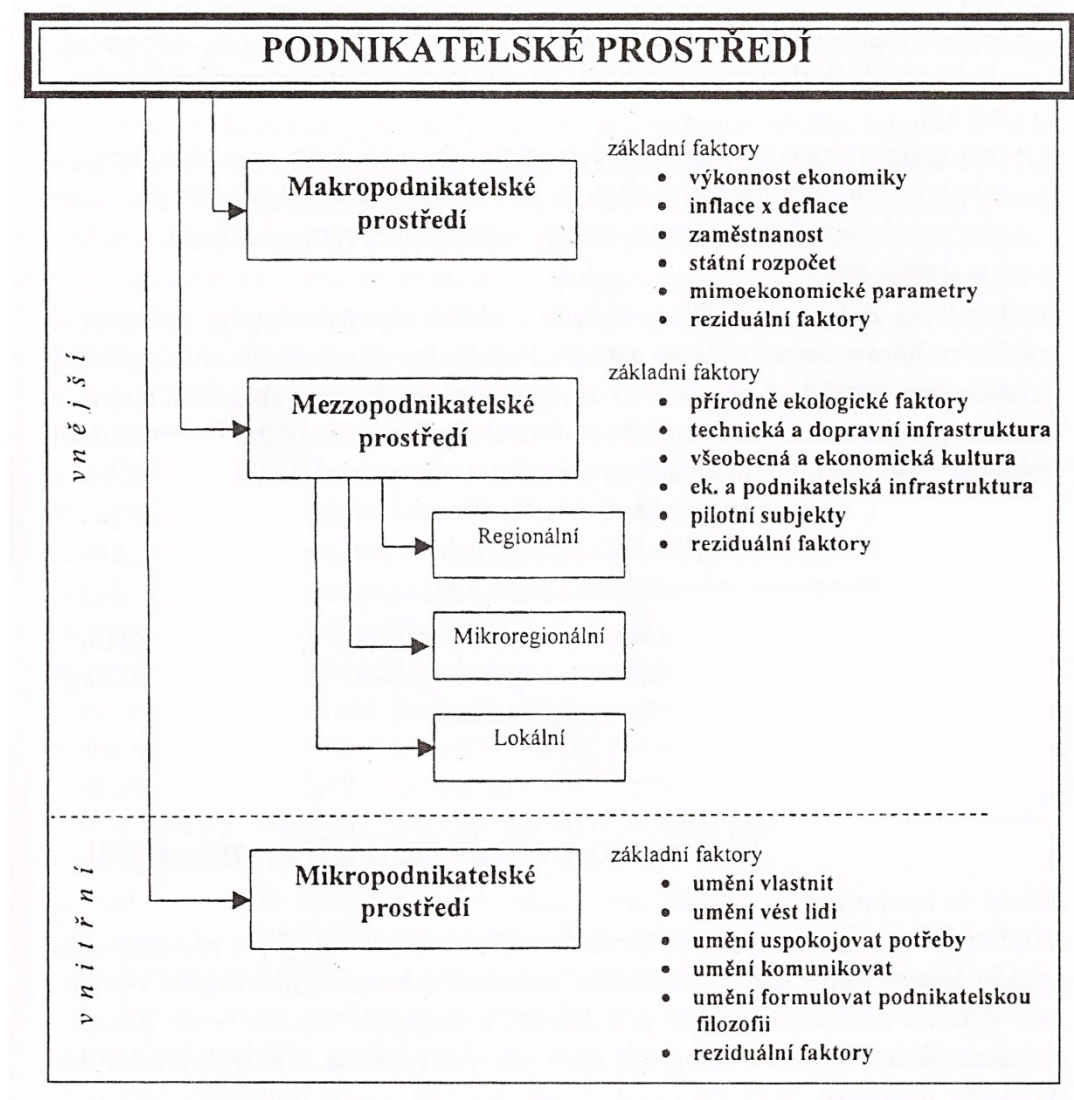 PODNIKATELSKÉ PROSTŘEDÍ
vnější
Makropodnikatelské
prostředí
základní faktory
• výkonnost ekonomiky
• inflace x deflace
• zaměstnanost
• státní rozpočet
• mimoekonomické parametry
• reziduální faktory
Mezzopodnikatelské
prostředí
základní faktory
• přírodně ekologické faktory
• technická a dopravní infrastruktura
• všeobecná a ekonomická kultura
• ek. a podnikatelská infrastruktura
• pilotní subjekty
• reziduální faktory
Regionální
Mikroregionální
Lokální
vnitřní
Mikropodnikatelské
prostředí
základní faktory
• umění vlastnit
• umění vést lidi
• umění uspokojovat potřeby
• umění komunikovat
• umění formulovat podnikatelskou
filozofii
• reziduální faktory